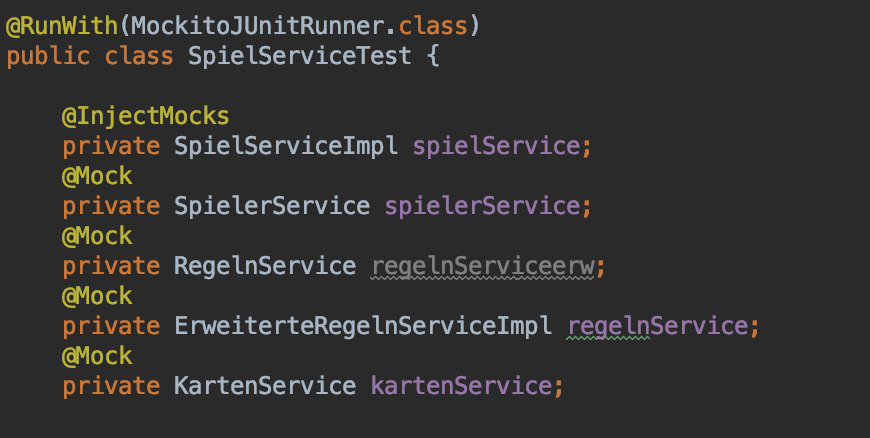 @RunWith(MockitoJUnitRunner.class)
public class SpielServiceTest {
@InjectMocks
private SpielServiceImpl spielService;
@Mock
private SpielerService spielerService;
@Mock
private RegelnService regelnServiceerw;
@Mock
private ErweiterteRegelnServiceImpl regelnService;
@Mock
private KartenService kartenService;